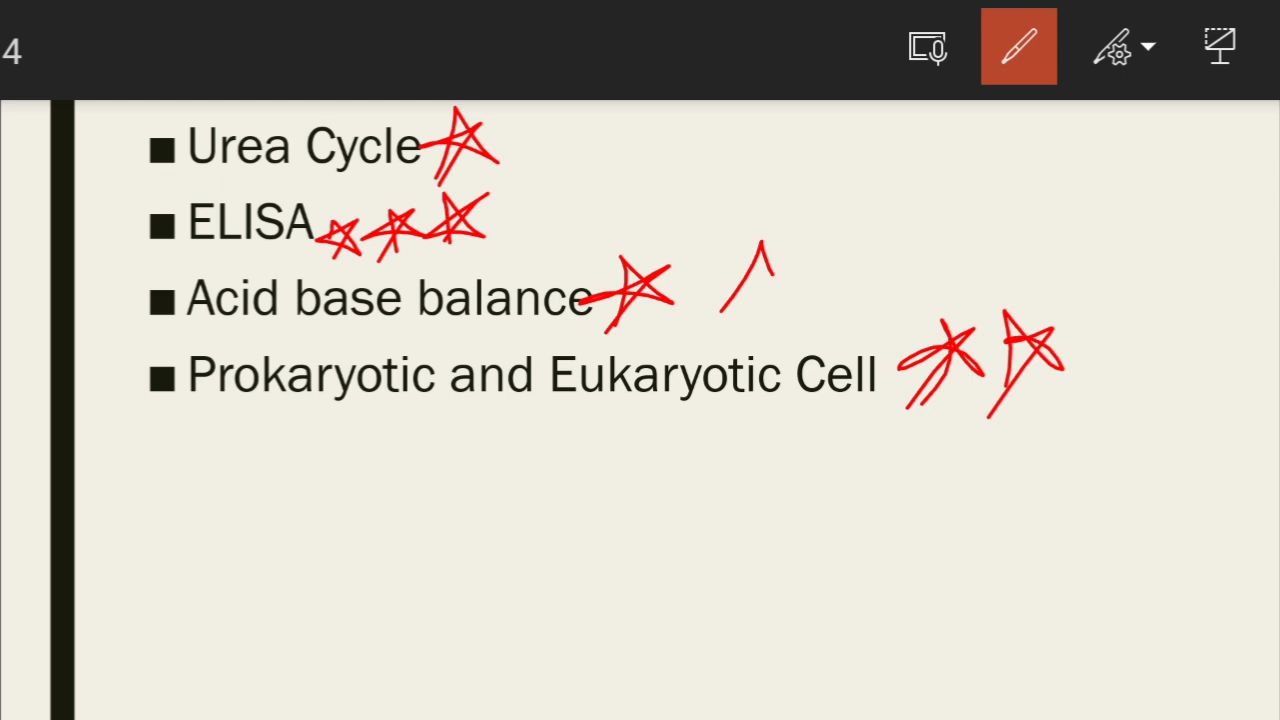 4
■ Urea Cycle
■ ELISA
■ Acid base balance
■ Prokaryotic and Eukaryotic Cell